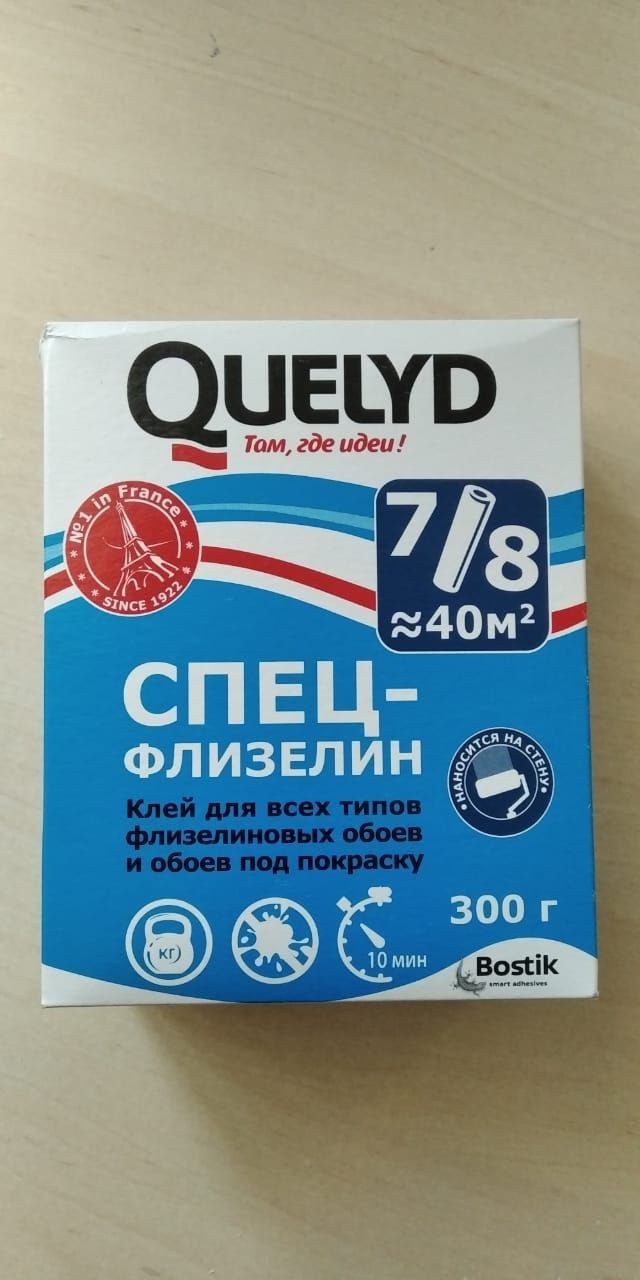 QUELYD
Там, где идеи!
№1 in France
SINCE 1922
7/8
≈40м²
СПЕЦ-
ФЛИЗЕЛИН
НАНОСИТСЯ НА СТЕНУ
Клей для всех типов
флизелиновых обоев
и обоев под покраску
300 г
кг
10 мин
Bostik
smart adhesives